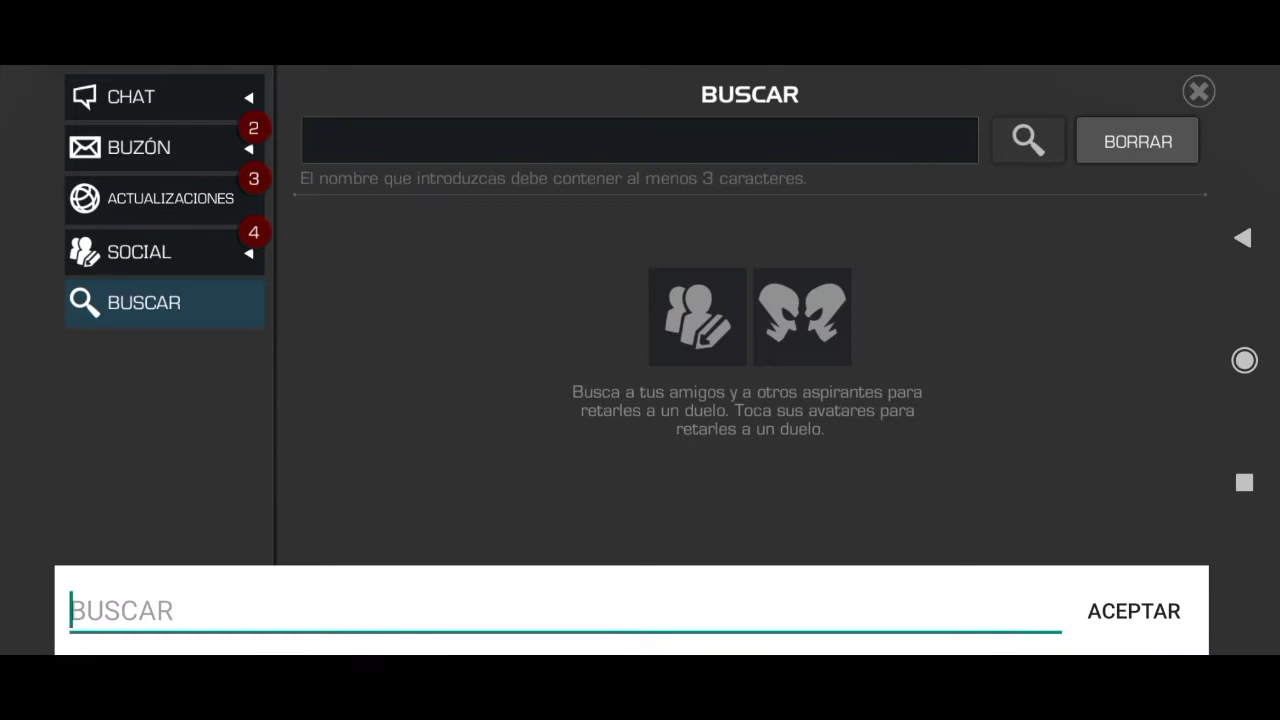 CHAT
2
BUZÓN
3
ACTUALIZACIONES
4
SOCIAL
BUSCAR
BUSCAR
BORRAR
El nombre que introduzcas debe contener al menos 3 caracteres.
Busca a tus amigos y a otros aspirantes para
retarles a un duelo. Toca sus avatares para
retarles a un duelo.
BUSCAR
ACEPTAR